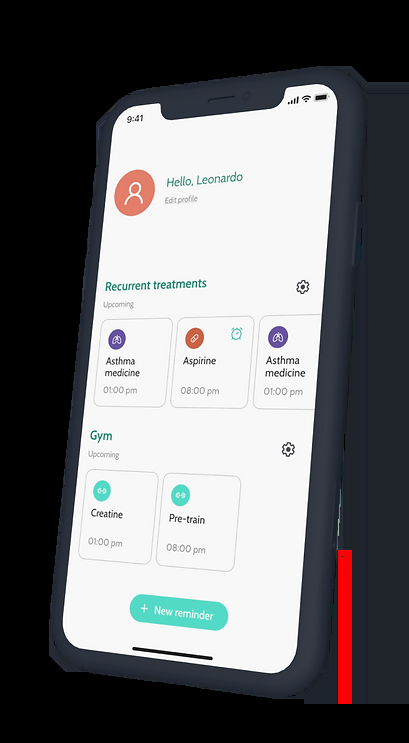 9:41
Hello, Leonardo
Edit profile
Recurrent treatments
Upcoming
Asthma
medicine
01:00 pm
Aspirine
08:00 pm
Asthma
medicine
01:00 pm
Gym
Upcoming
Creatine
01:00 pm
Pre-train
08:00 pm
+ New reminder